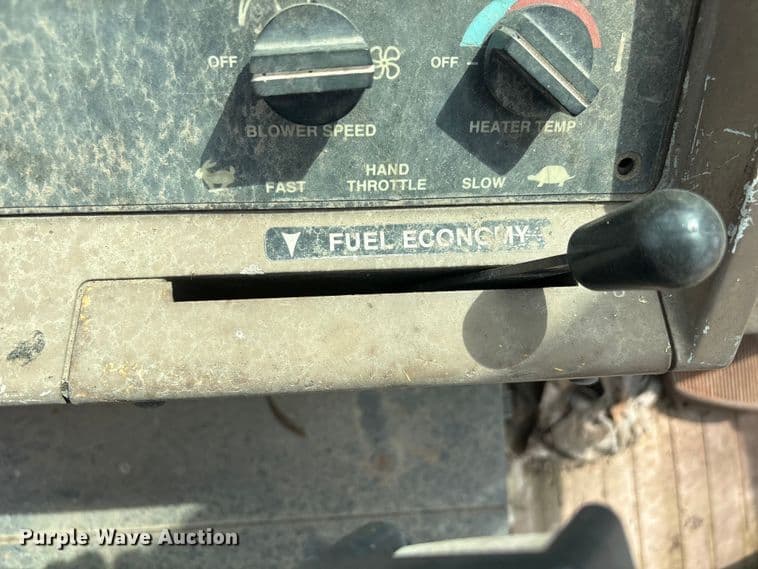 OFF
OFF
BLOWER SPEED
HEATER TEMP
FAST
HAND
THROTTLE
SLOW
FUEL ECONOMY
Purple Wave Auction